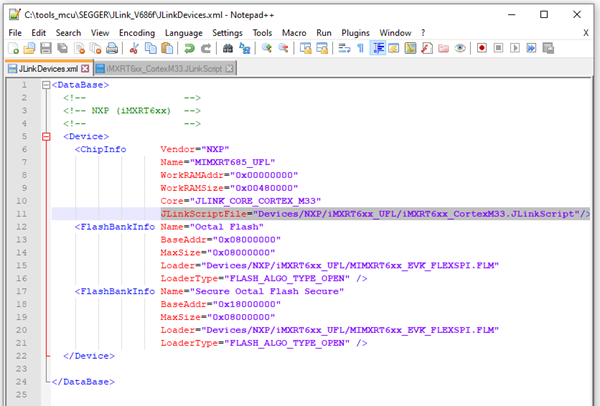 C:\tools_mcu\SEGGER\JLink_V686f\JLinkDevices.xml - Notepad++
File Edit Search View Encoding Language Settings Tools Macro Run Plugins Window ? X
JLinkDevices.xml iMXRT6xx_CortexM33.JLinkScript
1 <DataBase>
2 <!-- -->
3 <!-- NXP (iMXRT6xx) -->
4 <!-- -->
5 <Device>
6 <ChipInfo Vendor="NXP"
7 Name="MIMXRT685_UFL"
8 WorkRAMAddr="0x00000000"
9 WorkRAMSize="0x00480000"
10 Core="JLINK_CORE_CORTEX_M33"
11 JLinkScriptFile="Devices/NXP/iMXRT6xx_UFL/iMXRT6xx_CortexM33.JLinkScript"/>
12 <FlashBankInfo Name="Octal Flash"
13 BaseAddr="0x08000000"
14 MaxSize="0x08000000"
15 Loader="Devices/NXP/iMXRT6xx_UFL/MIMXRT6xx_EVK_FLEXSPI.FLM"
16 LoaderType="FLASH_ALGO_TYPE_OPEN" />
17 <FlashBankInfo Name="Secure Octal Flash Secure"
18 BaseAddr="0x18000000"
19 MaxSize="0x08000000"
20 Loader="Devices/NXP/iMXRT6xx_UFL/MIMXRT6xx_EVK_FLEXSPI.FLM"
21 LoaderType="FLASH_ALGO_TYPE_OPEN" />
22 </Device>
23
24 </DataBase>
25